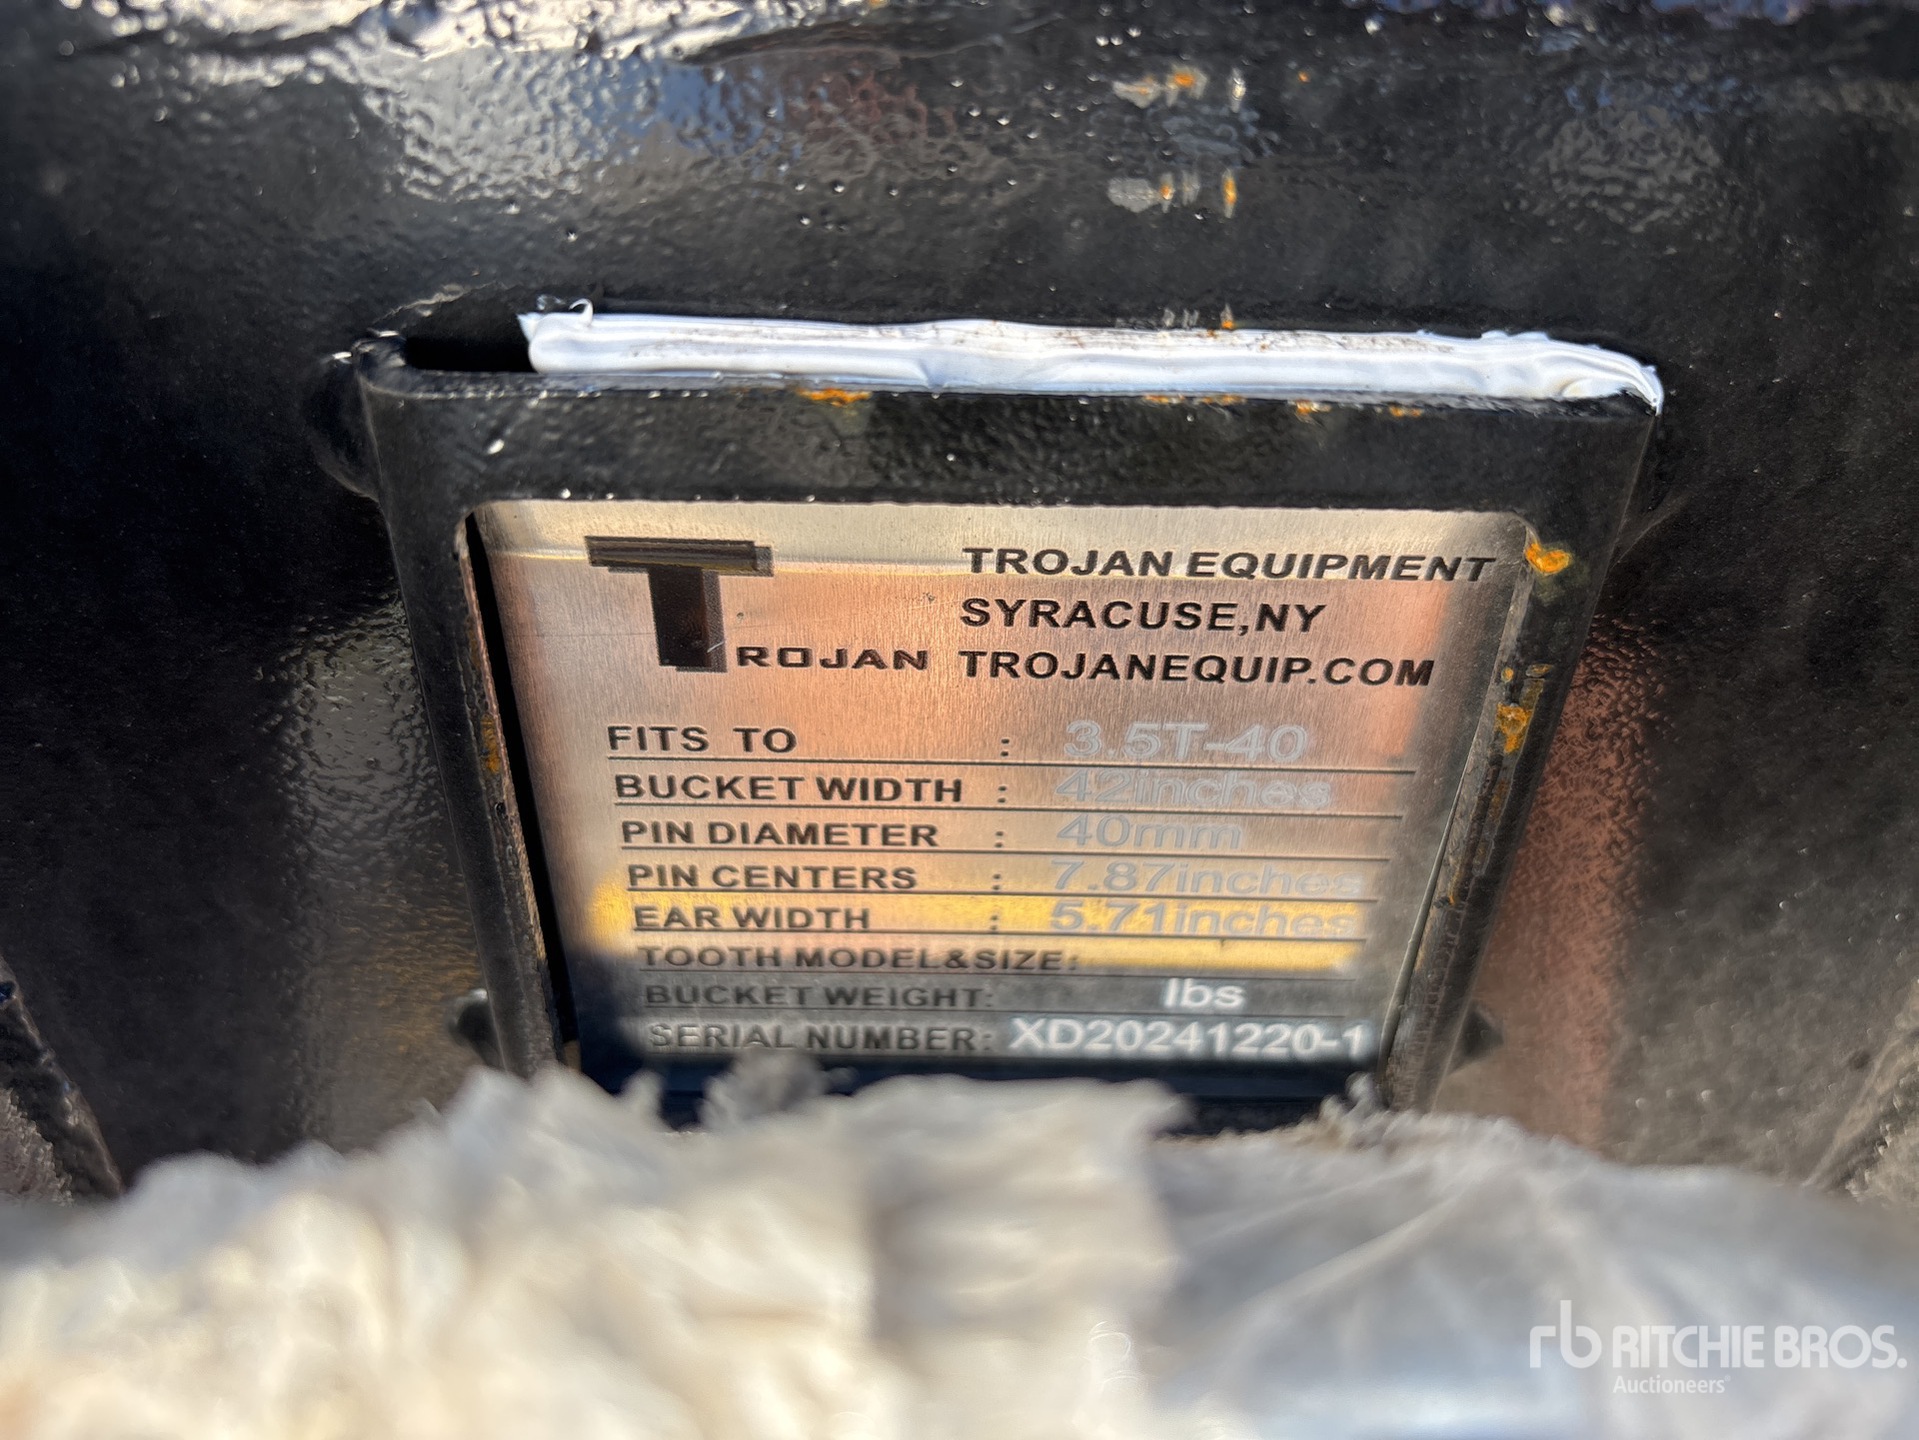 TROJAN
TROJAN EQUIPMENT
SYRACUSE,NY
TROJANEQUIP.COM
FITS TO : 3.5T-40
BUCKET WIDTH : 42inches
PIN DIAMETER : 40mm
PIN CENTERS : 7.87inches
EAR WIDTH : 5.71inches
TOOTH MODEL&SIZE:
BUCKET WEIGHT: lbs
SERIAL NUMBER: XD20241220-1
rb RITCHIE BROS.
Auctioneers